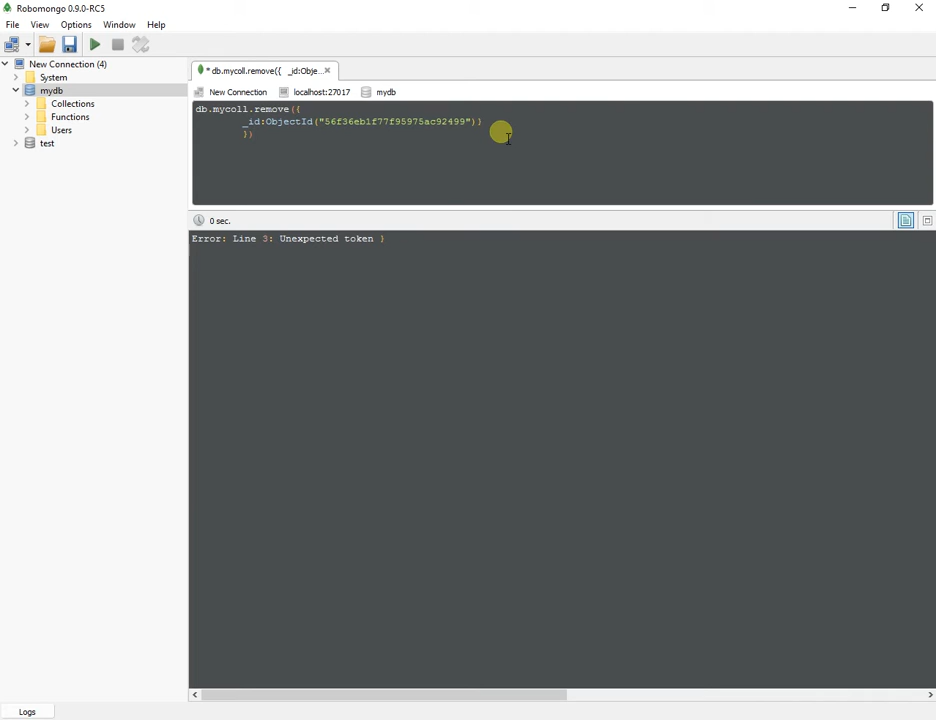 Robomongo 0.9.0-RC5
File View Options Window Help
New Connection (4)
System
mydb
Collections
Functions
Users
test
* db.mycoll.remove({ _id:Obje...
New Connection localhost:27017 mydb
db.mycoll.remove({{
_id:ObjectId("56f36eb1f77f95975ac92499")}
})
0 sec.
Error: Line 3: Unexpected token }
Logs